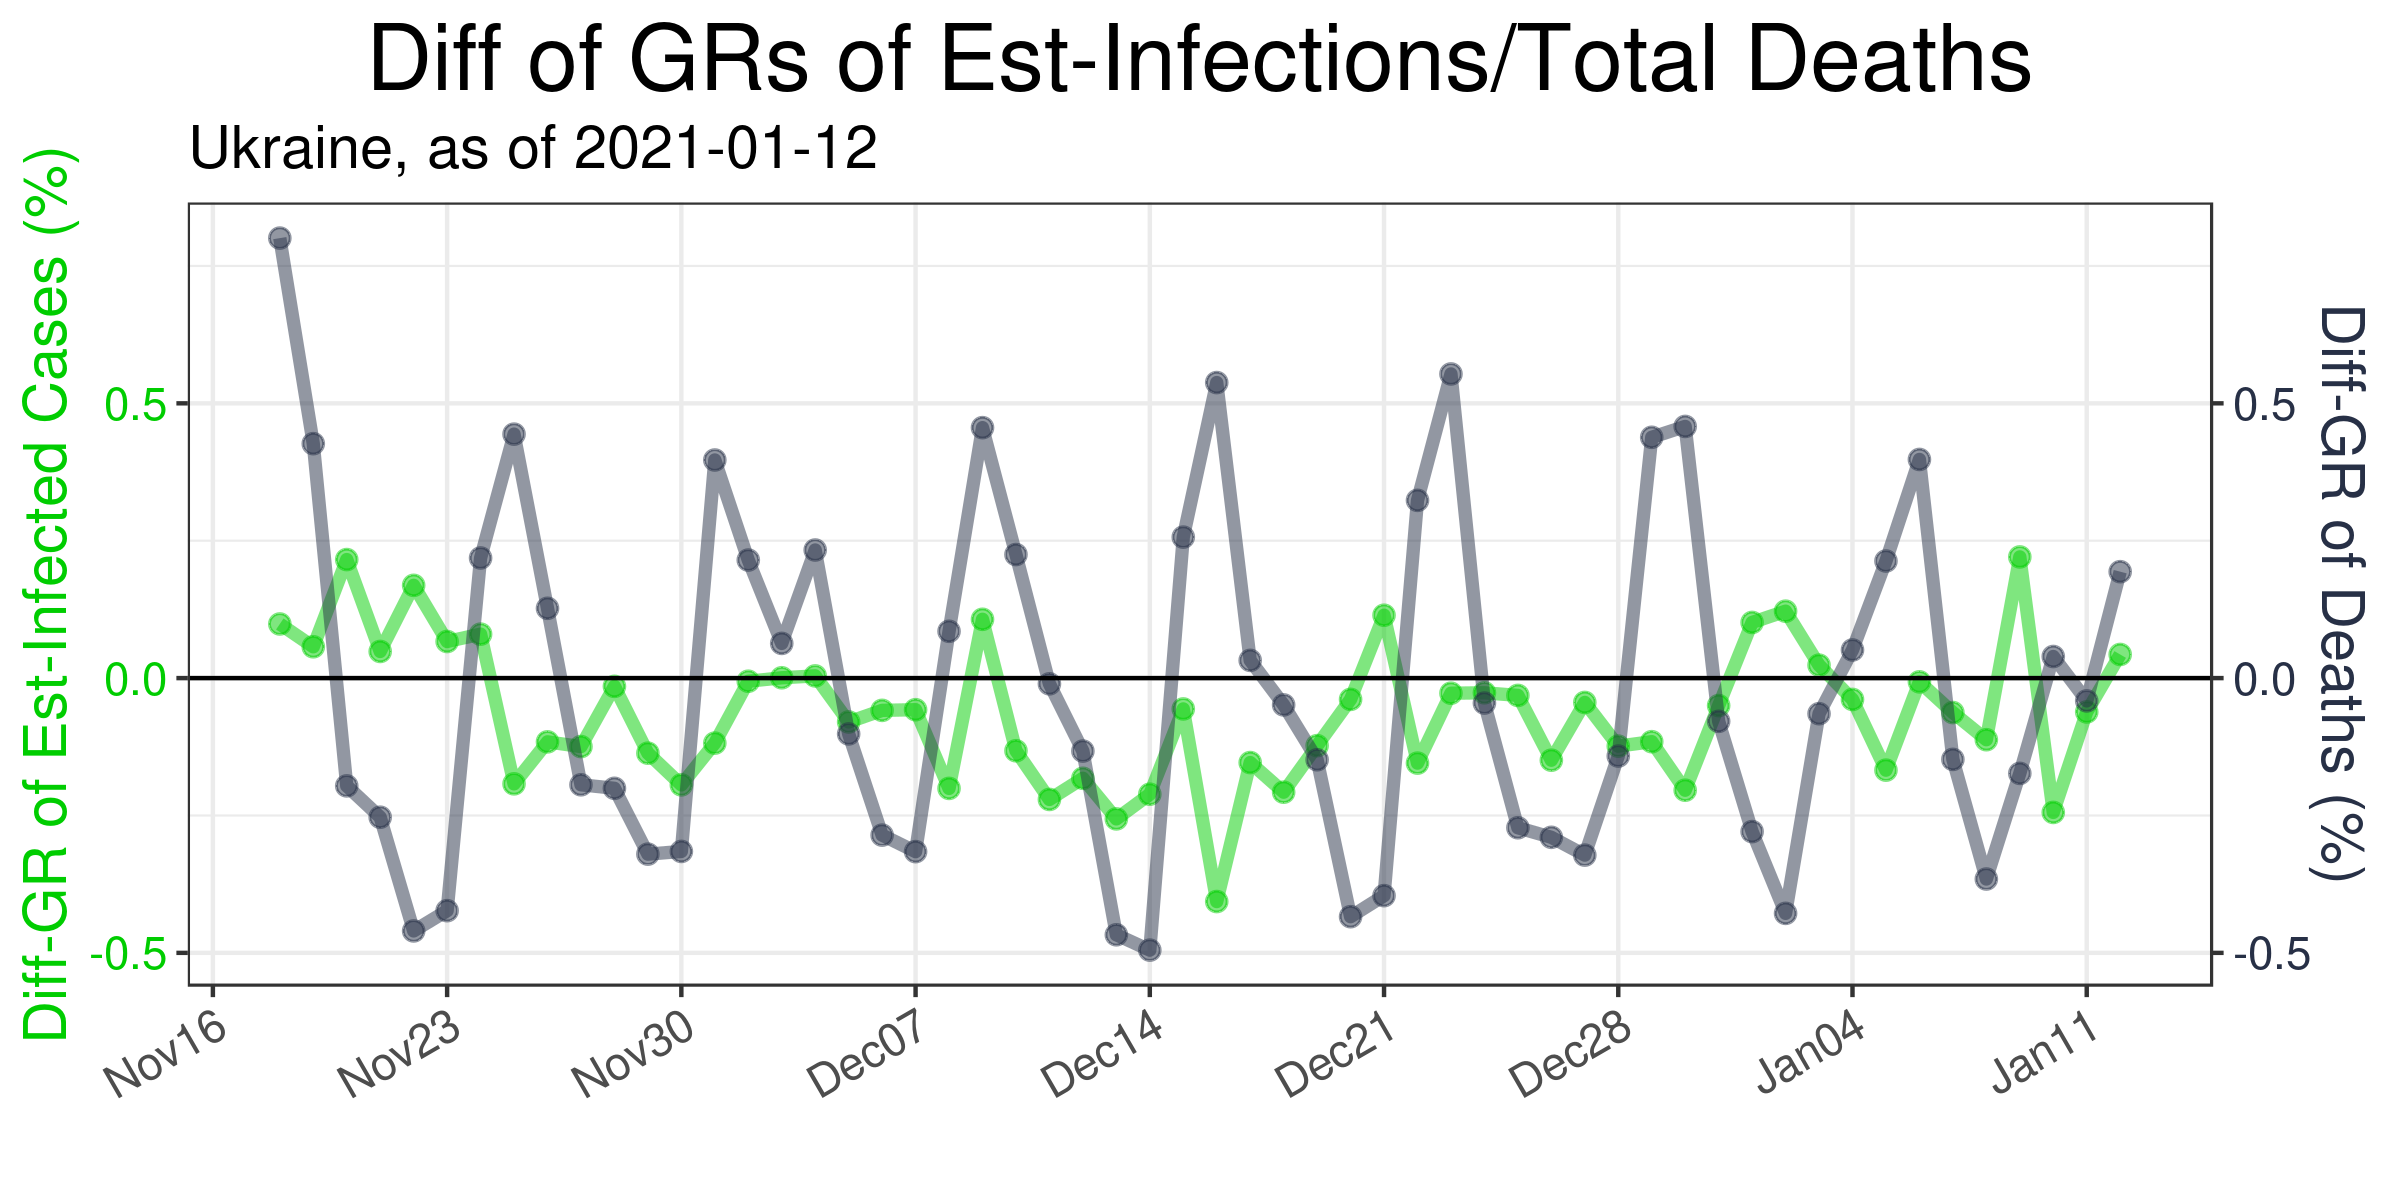 Diff of GRs of Est-Infections/Total Deaths
Ukraine, as of 2021-01-12
Diff-GR of Est-Infected Cases (%)
0.5
0.0
-0.5
0.5
0.0
-0.5
Diff-GR of Deaths (%)
Nov16
Nov23
Nov30
Dec07
Dec14
Dec21
Dec28
Jan04
Jan11